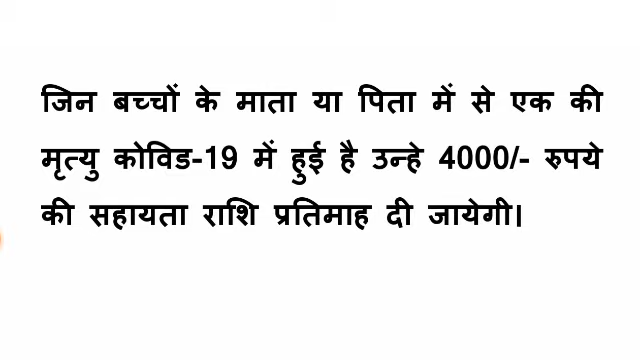 जिन बच्चों के माता या पिता में से एक की
मृत्यु कोविड-19 में हुई है उन्हे 4000/- रुपये
की सहायता राशि प्रतिमाह दी जायेगी।